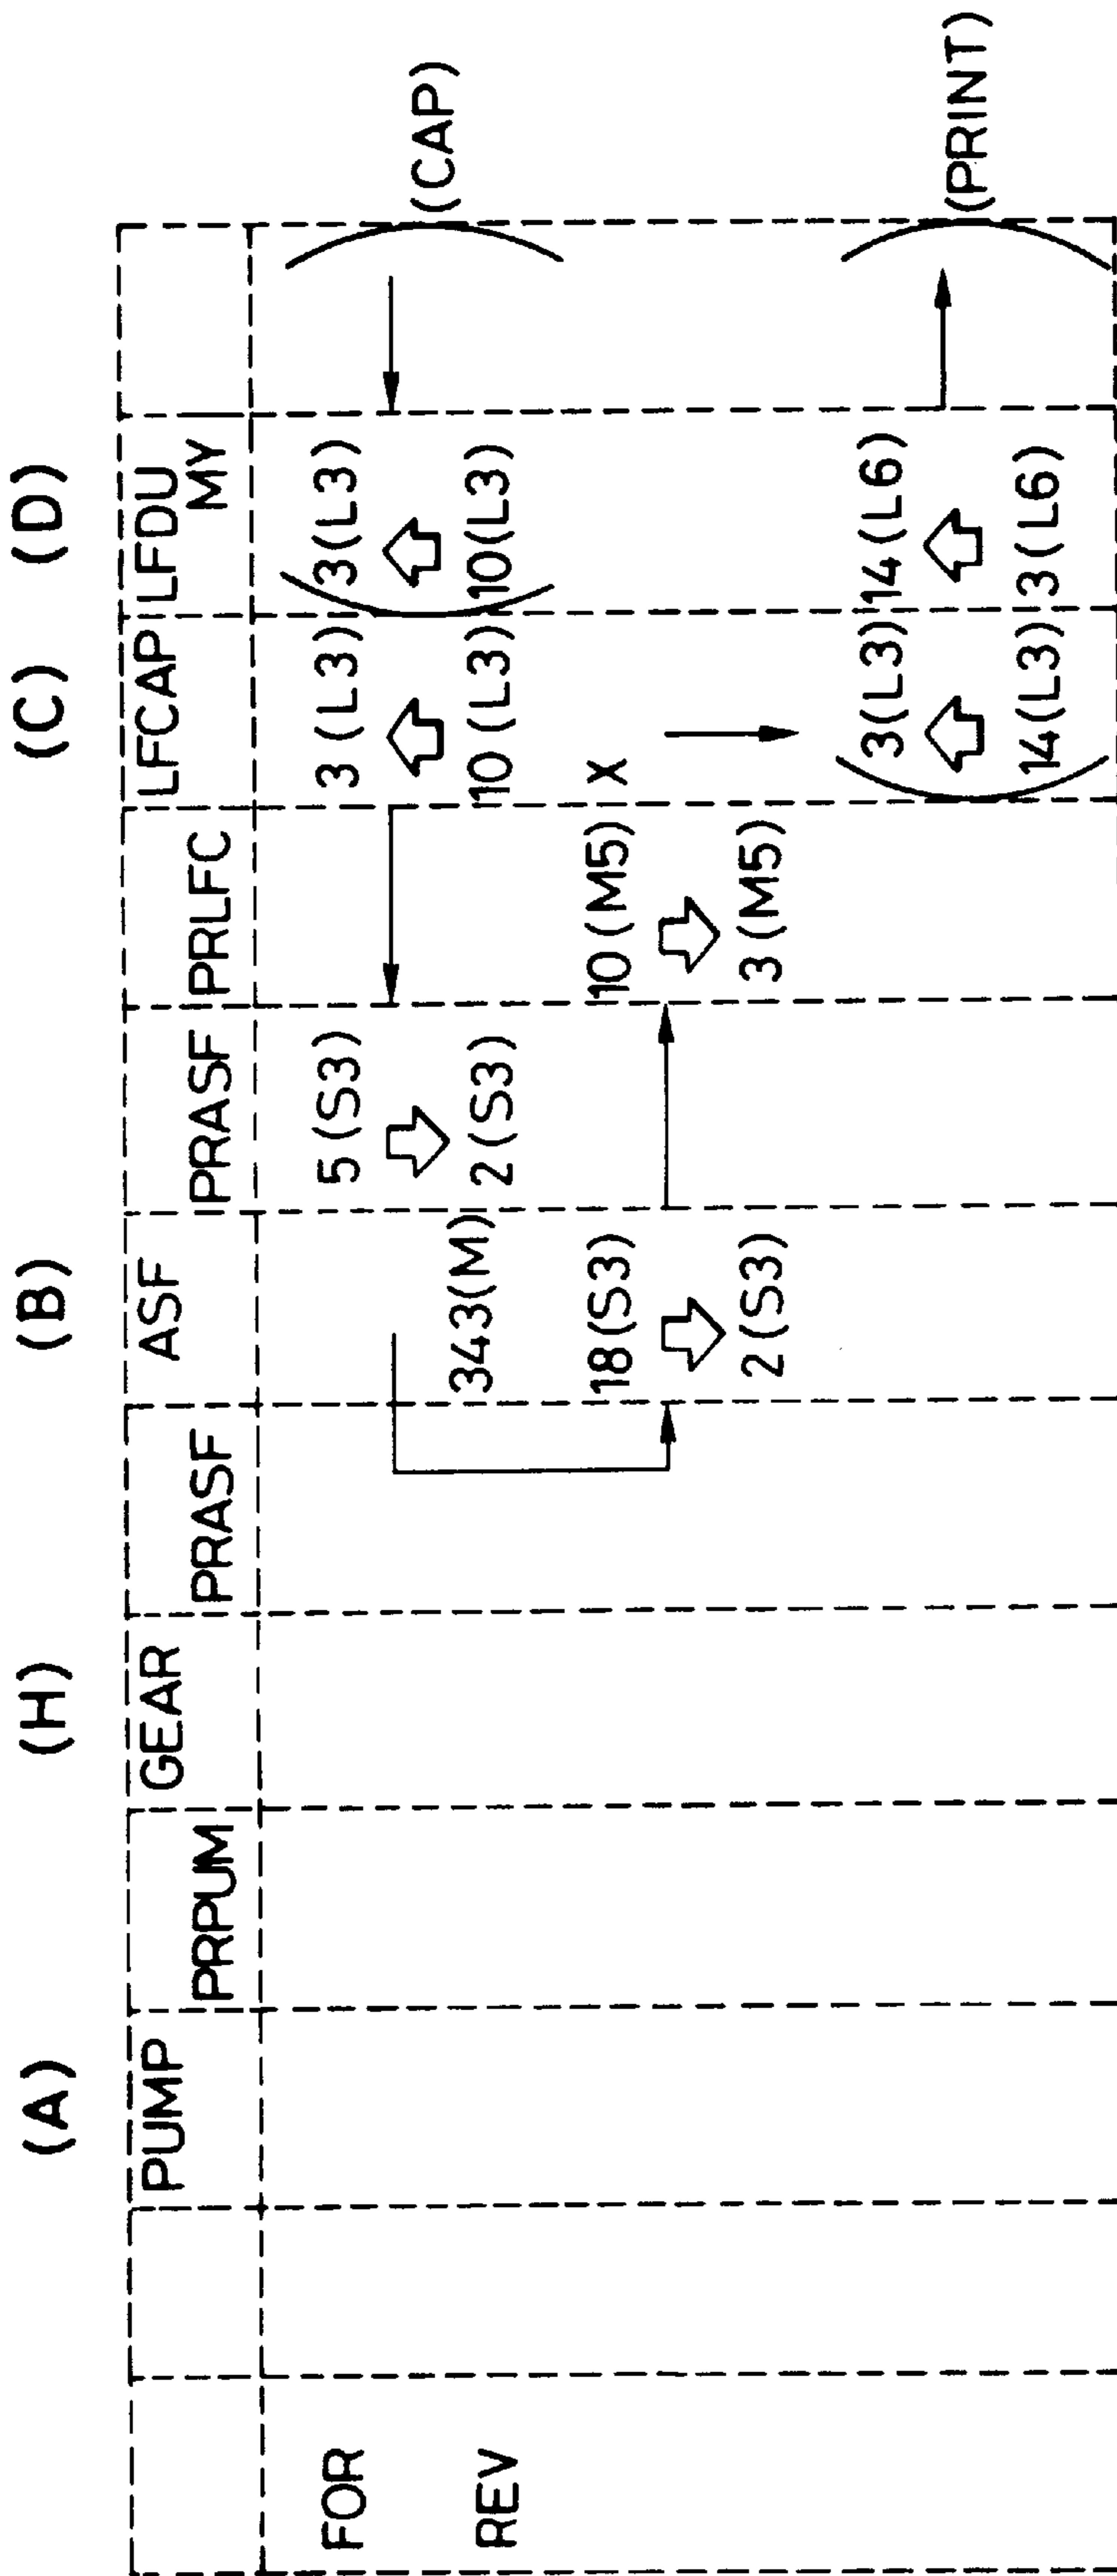 (A) (H) (B) (C) (D)
PUMP GEAR ASF LFCAP LFDU
PRPUM PRASF PRASF PRLFC MY
FOR 5 (S3) 3 (L3) 3(L3)
(CAP)
REV 343(M) 2 (S3) 10 (L3) 10(L3)
18(S3) 10 (M5) X
2 (S3) 3 (M5)
3(L3) 14(L6)
(PRINT)
14(L3) 3(L6)